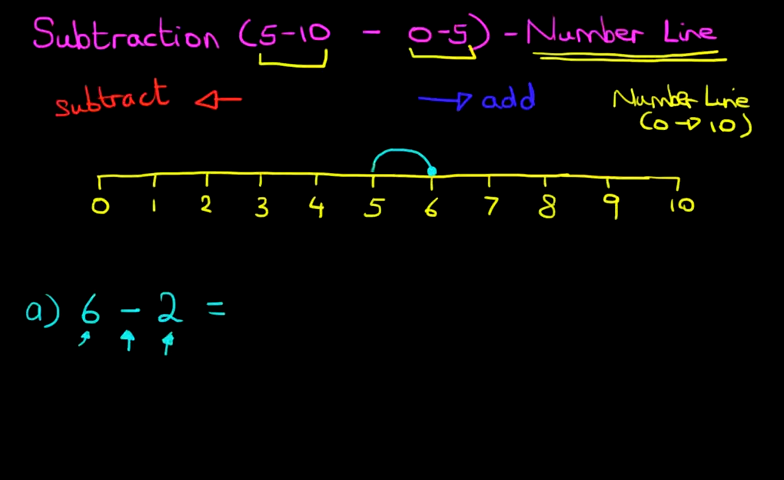 Subtraction (5-10 - 0-5) - Number Line
subtract ← → add Number Line
(0 → 10)
0 1 2 3 4 5 6 7 8 9 10
a) 6 - 2 =